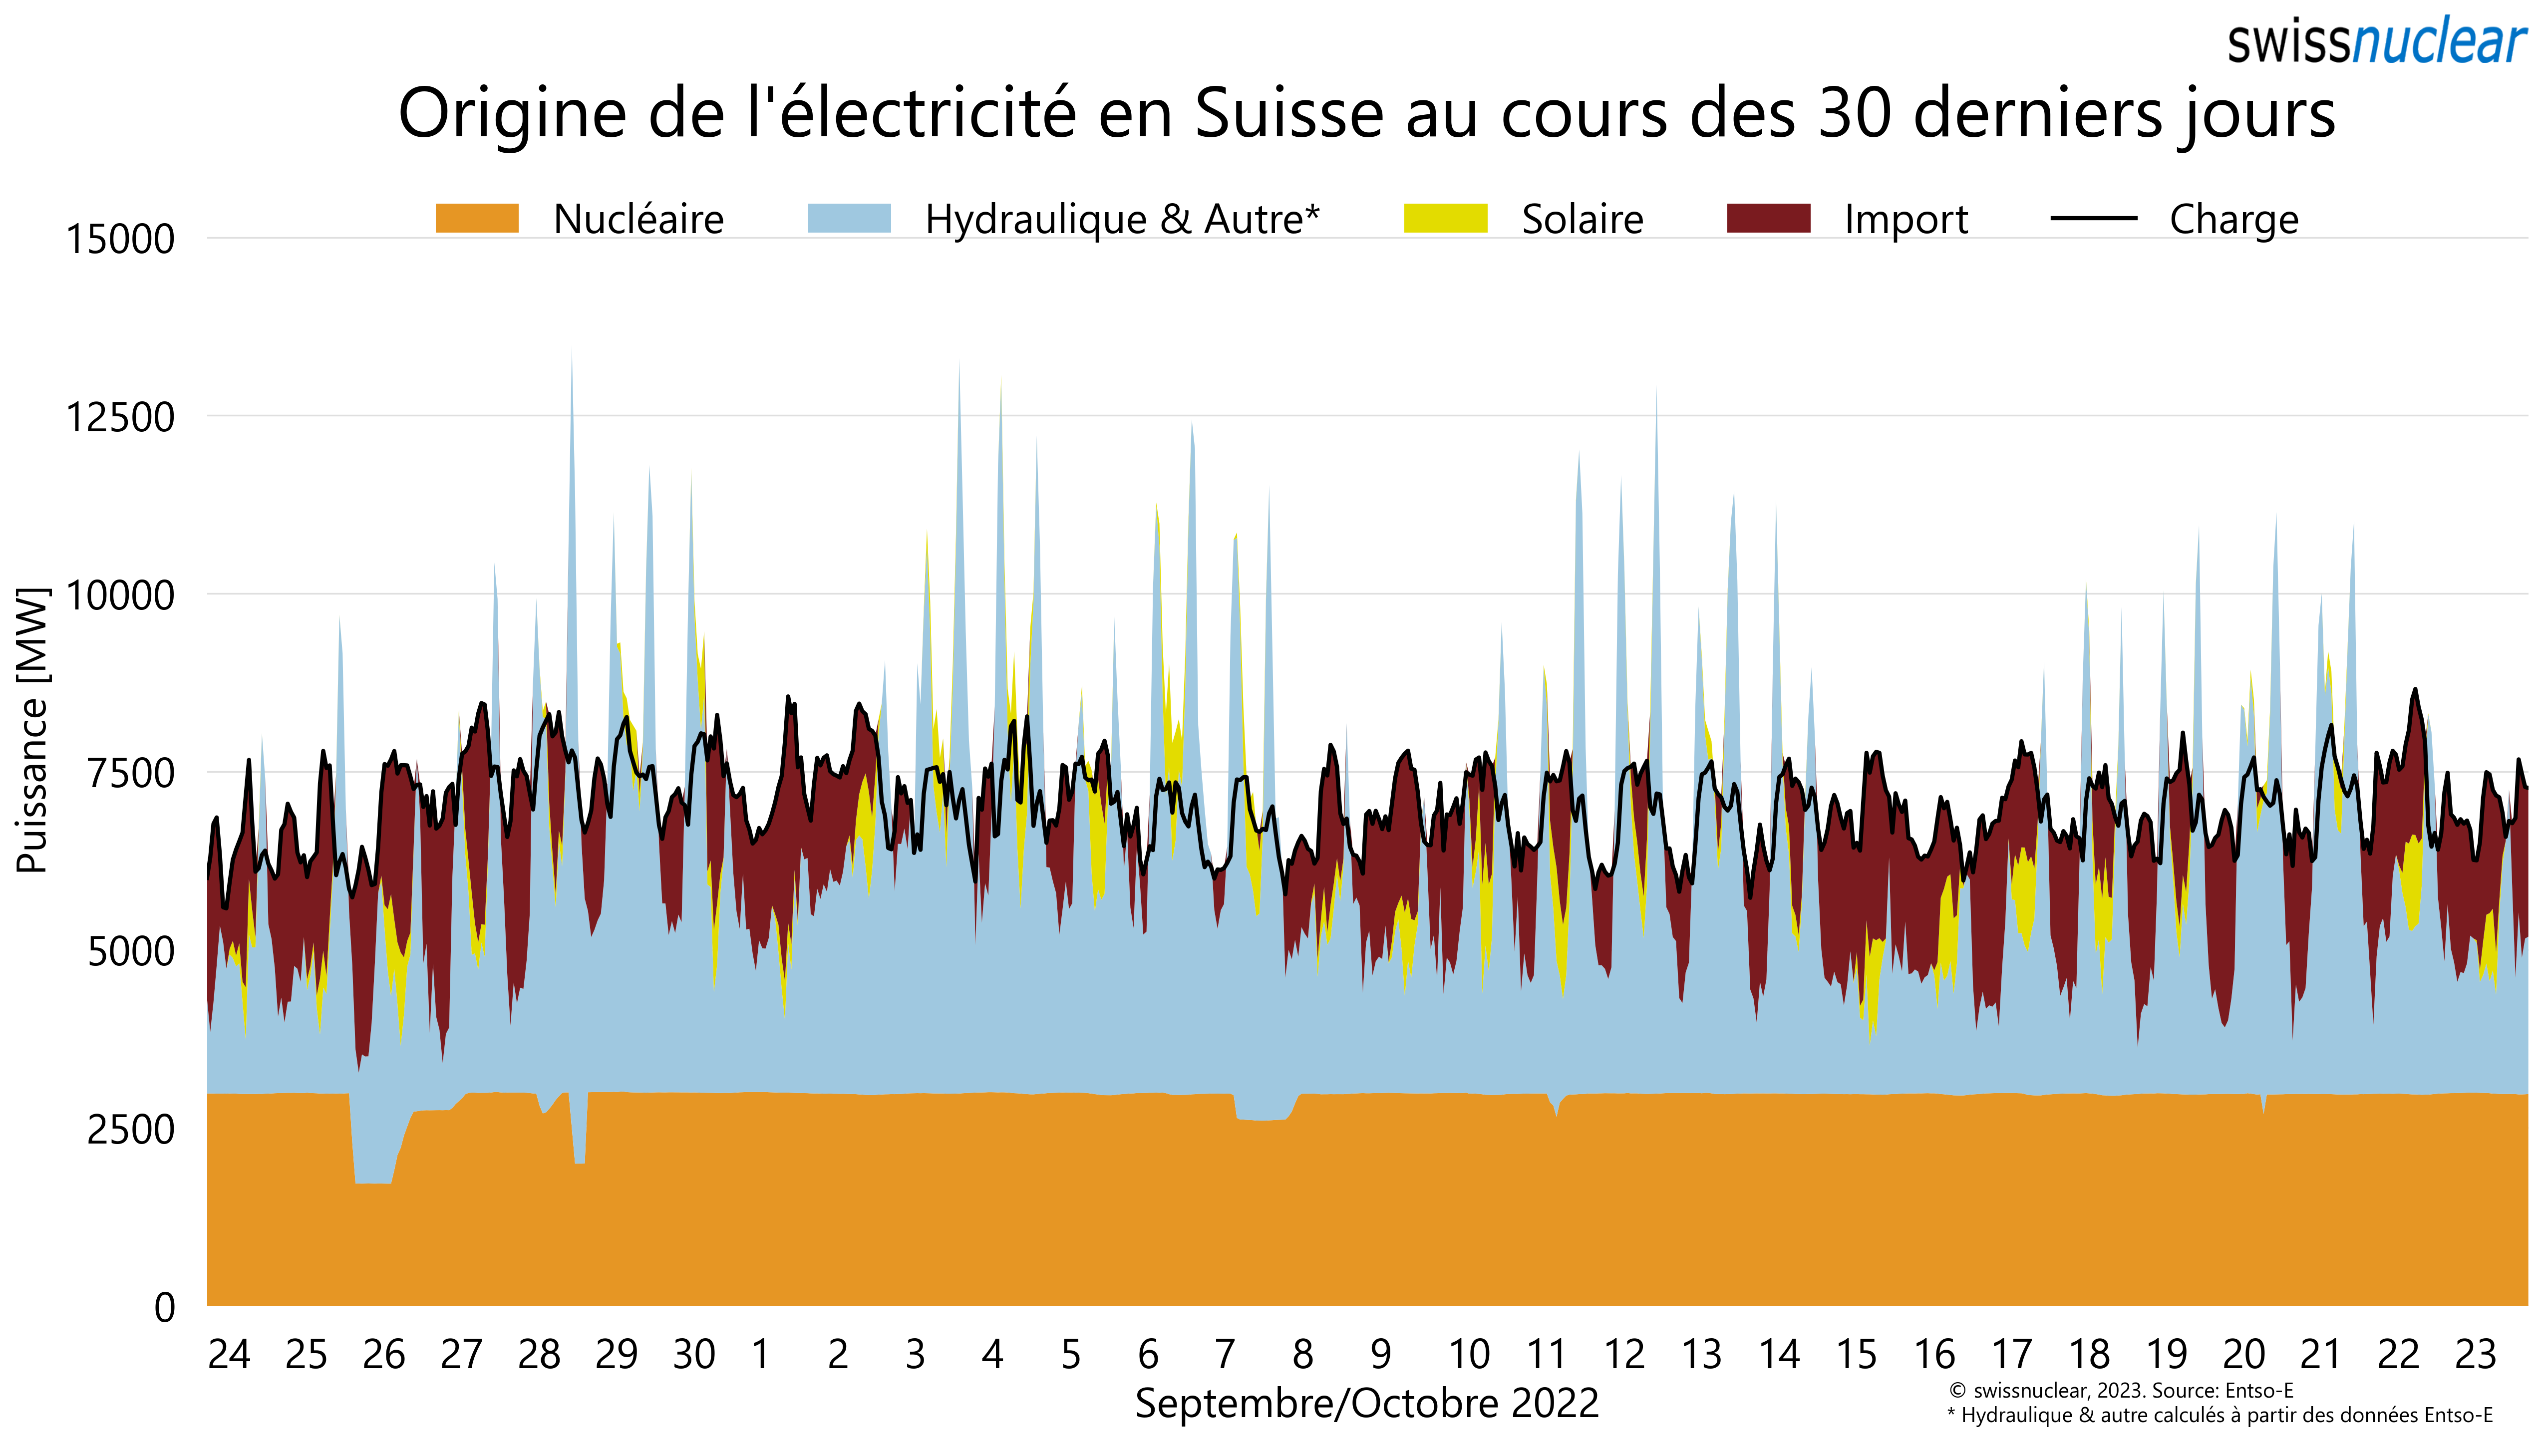 swissnuclear
Origine de l'électricité en Suisse au cours des 30 derniers jours
Nucléaire Hydraulique & Autre* Solaire Import Charge
15000
12500
10000
7500
5000
2500
0
Puissance [MW]
24 25 26 27 28 29 30 1 2 3 4 5 6 7 8 9 10 11 12 13 14 15 16 17 18 19 20 21 22 23
Septembre/Octobre 2022
© swissnuclear, 2023. Source: Entso-E
* Hydraulique & autre calculés à partir des données Entso-E